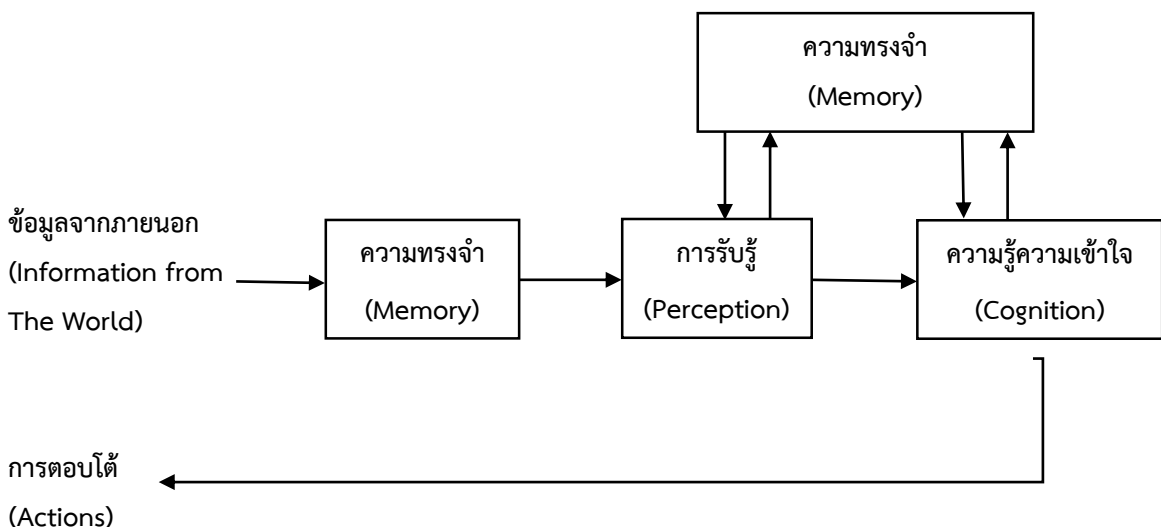 ความทรงจำ
(Memory)
ข้อมูลจากภายนอก
(Information from
The World)
ความทรงจำ
(Memory)
การรับรู้
(Perception)
ความรู้ความเข้าใจ
(Cognition)
การตอบโต้
(Actions)